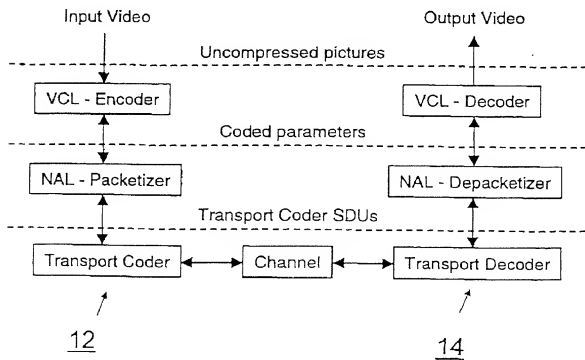 Input Video
Output Video
Uncompressed pictures
VCL - Encoder
VCL - Decoder
Coded parameters
NAL - Packetizer
NAL - Depacketizer
Transport Coder SDUs
Transport Coder
Channel
Transport Decoder
12
14